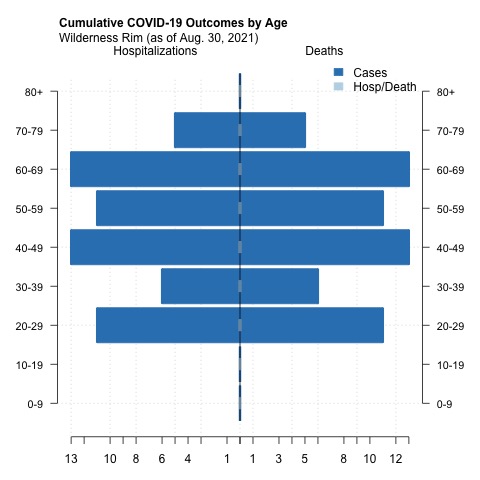 Cumulative COVID-19 Outcomes by Age
Wilderness Rim (as of Aug. 30, 2021)
Hospitalizations Deaths
Cases
Hosp/Death
80+ 80+
70-79 70-79
60-69 60-69
50-59 50-59
40-49 40-49
30-39 30-39
20-29 20-29
10-19 10-19
0-9 0-9
13 10 8 6 4 1 1 3 5 8 10 12